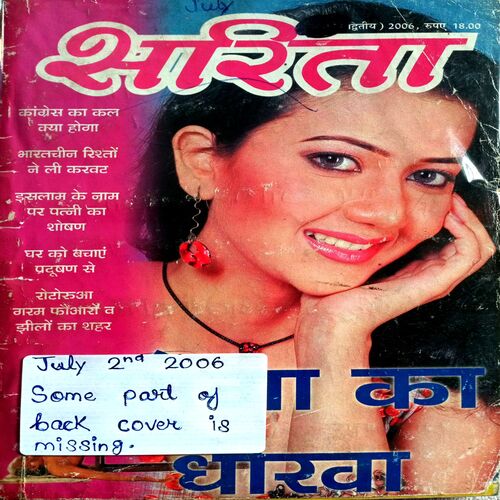 July
(द्वितीय) 2006, रुपए 18.00
सरिता
कांग्रेस का कल
क्या होगा
भारतचीन रिश्तों
ने ली करवट
इसलाम के नाम
पर पत्नी का
शोषण
घर को बचाएं
प्रदूषण से
रोटोरुआ
गरम फौआरों व
झीलों का शहर
July 2nd 2006
Some part of
back cover is
missing.
का
धोखा